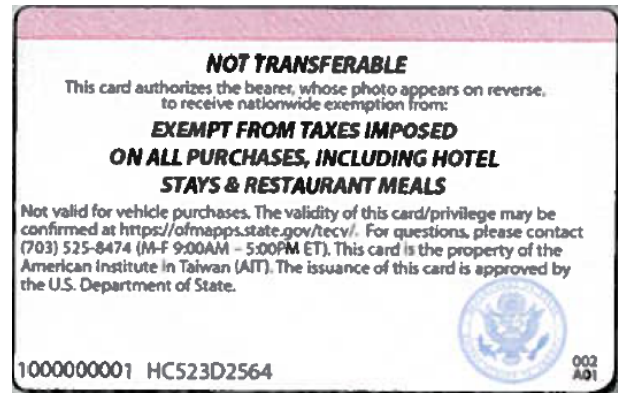 NOT TRANSFERABLE
This card authorizes the bearer, whose photo appears on reverse,
to receive nationwide exemption from:
EXEMPT FROM TAXES IMPOSED
ON ALL PURCHASES, INCLUDING HOTEL
STAYS & RESTAURANT MEALS
Not valid for vehicle purchases. The validity of this card/privilege may be
confirmed at https://ofmapps.state.gov/tecv/. For questions, please contact
(703) 525-8474 (M-F 9:00AM - 5:00PM ET). This card is the property of the
American Institute in Taiwan (AIT). The issuance of this card is approved by
the U.S. Department of State.
1000000001 HC523D2564
002
A01